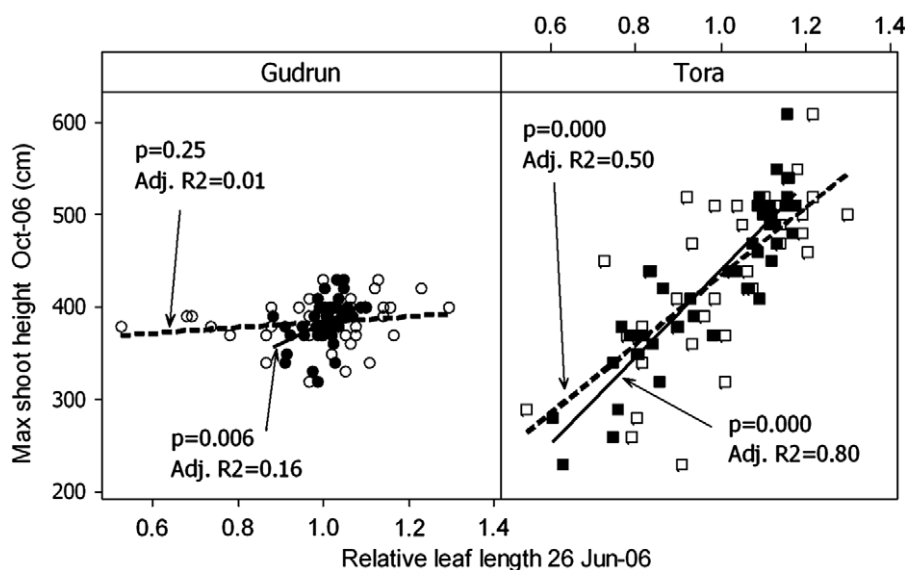 0.6 0.8 1.0 1.2 1.4
Gudrun Tora
Max shoot height Oct-06 (cm)
600
500
400
300
200
p=0.25
Adj. R2=0.01
p=0.006
Adj. R2=0.16
p=0.000
Adj. R2=0.50
p=0.000
Adj. R2=0.80
0.6 0.8 1.0 1.2 1.4
Relative leaf length 26 Jun-06